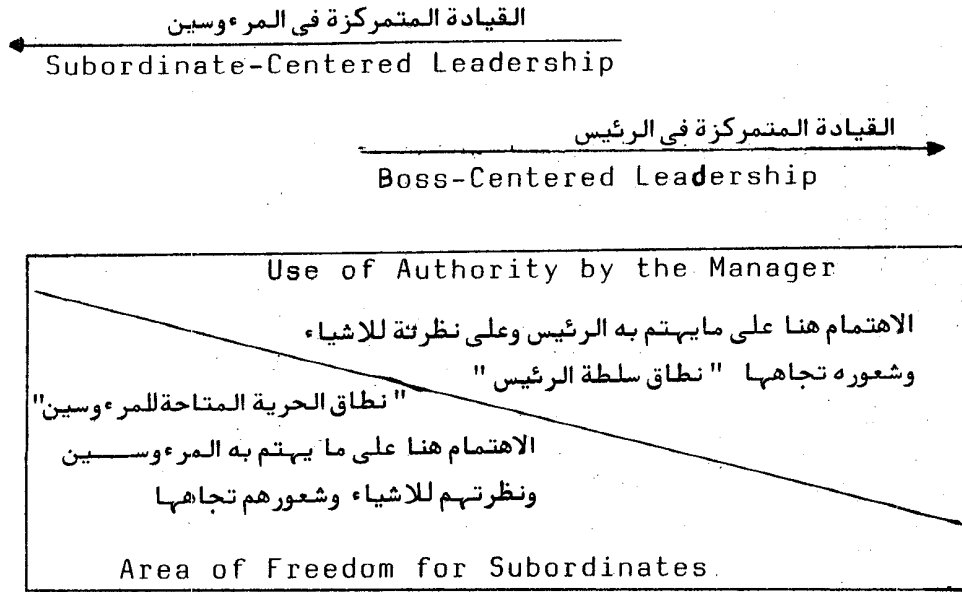 القيادة المتمركزة فى المرءوسين
Subordinate-Centered Leadership
القيادة المتمركزة فى الرئيس
Boss-Centered Leadership
Use of Authority by the Manager
الاهتمام هنا على مايهتم به الرئيس وعلى نظرتة للاشياء
وشعوره تجاهها " نطاق سلطة الرئيس "
" نطاق الحرية المتاحة للمرءوسين"
الاهتمام هنا على ما يهتم به المرءوسين
ونظرتهم للاشياء وشعورهم تجاهها
Area of Freedom for Subordinates